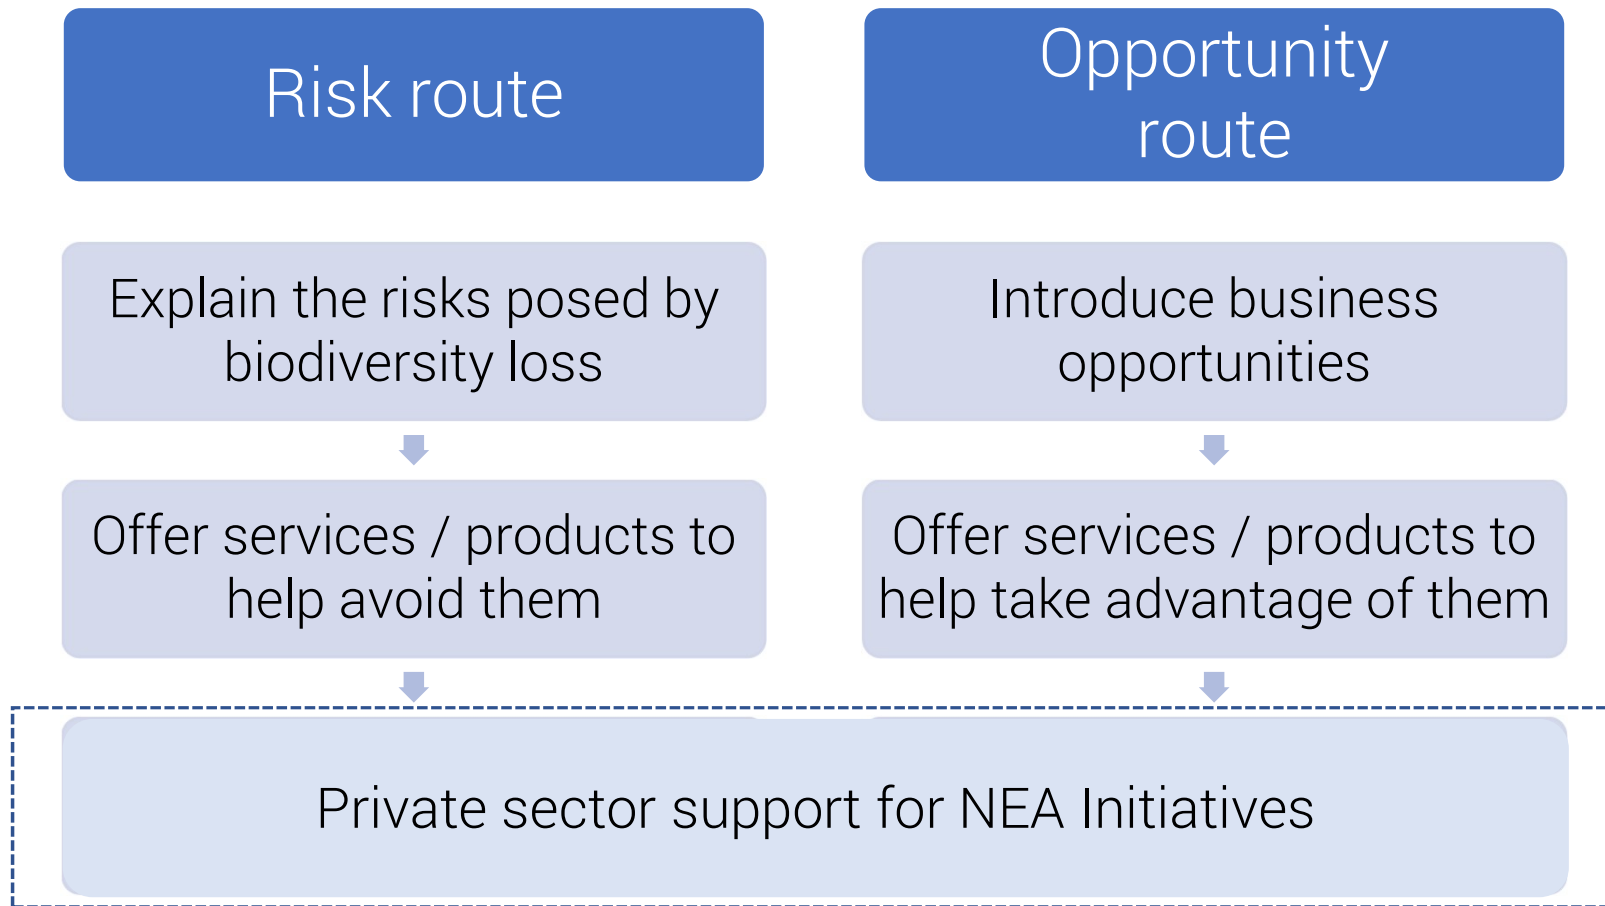 Risk route
Opportunity
route
Explain the risks posed by
biodiversity loss
Introduce business
opportunities
Offer services / products to
help avoid them
Offer services / products to
help take advantage of them
Private sector support for NEA Initiatives